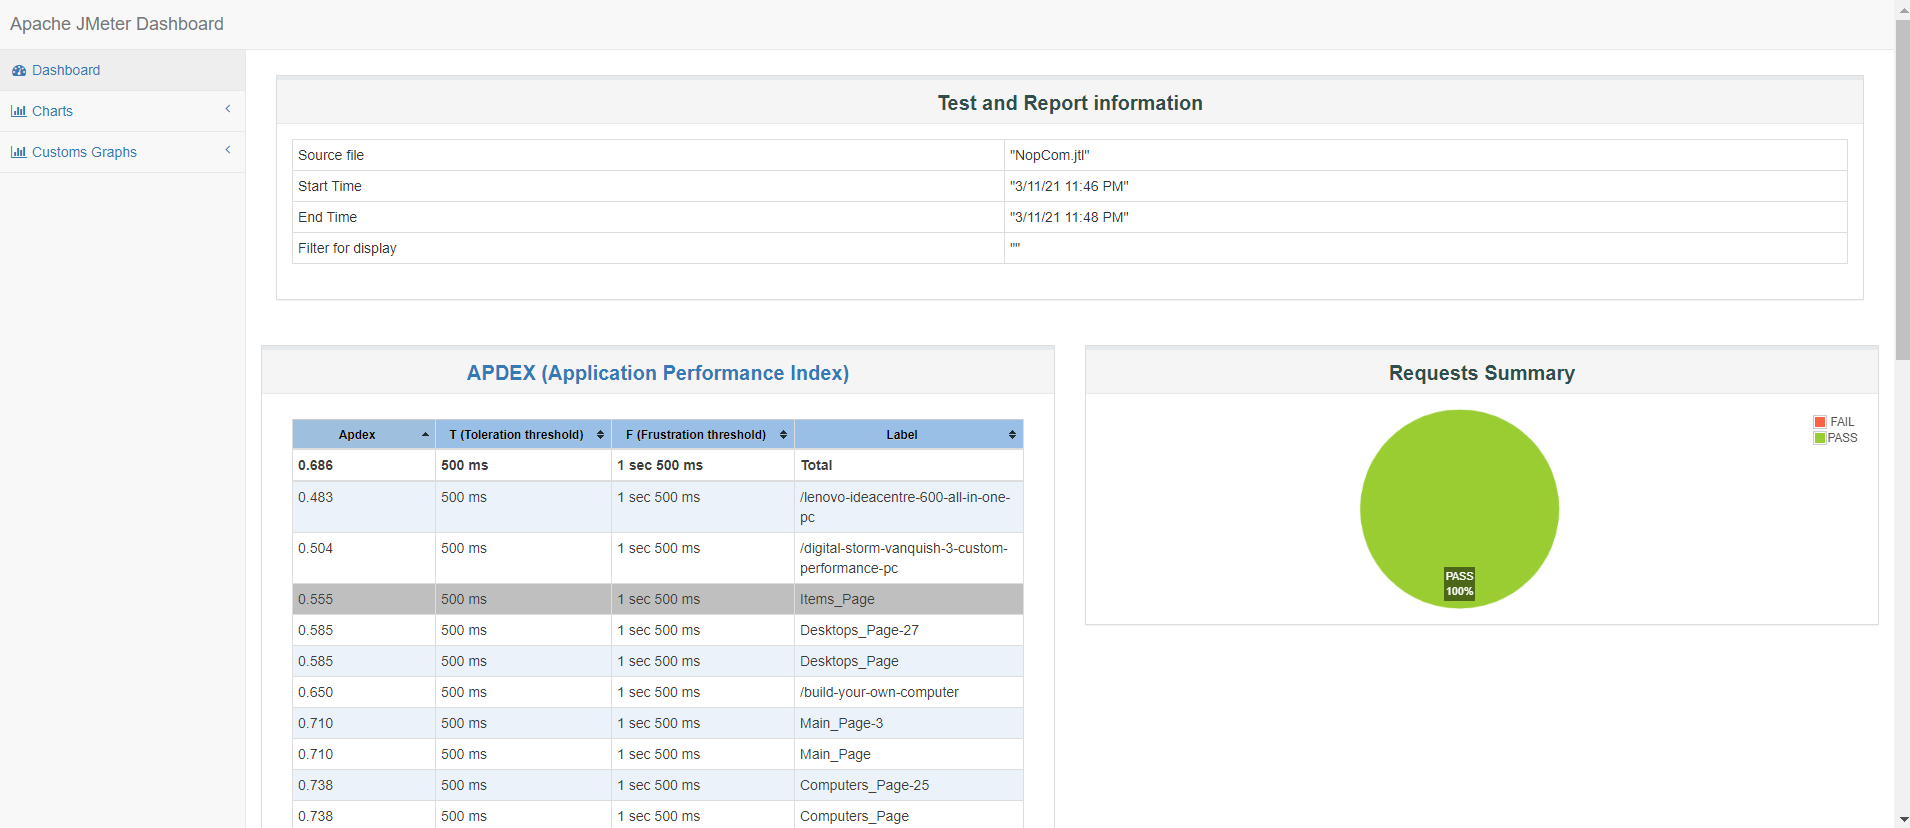 Apache JMeter Dashboard
Dashboard
Charts
Customs Graphs
Test and Report information
Source file "NopCom.jtl"
Start Time "3/11/21 11:46 PM"
End Time "3/11/21 11:48 PM"
Filter for display ""
APDEX (Application Performance Index)
Apdex T (Toleration threshold) F (Frustration threshold) Label
0.686 500 ms 1 sec 500 ms Total
0.483 500 ms 1 sec 500 ms /lenovo-ideacentre-600-all-in-one-
pc
0.504 500 ms 1 sec 500 ms /digital-storm-vanquish-3-custom-
performance-pc
0.555 500 ms 1 sec 500 ms Items_Page
0.585 500 ms 1 sec 500 ms Desktops_Page-27
0.585 500 ms 1 sec 500 ms Desktops_Page
0.650 500 ms 1 sec 500 ms /build-your-own-computer
0.710 500 ms 1 sec 500 ms Main_Page-3
0.710 500 ms 1 sec 500 ms Main_Page
0.738 500 ms 1 sec 500 ms Computers_Page-25
0.738 500 ms 1 sec 500 ms Computers_Page
Requests Summary
FAIL
PASS
PASS
100%